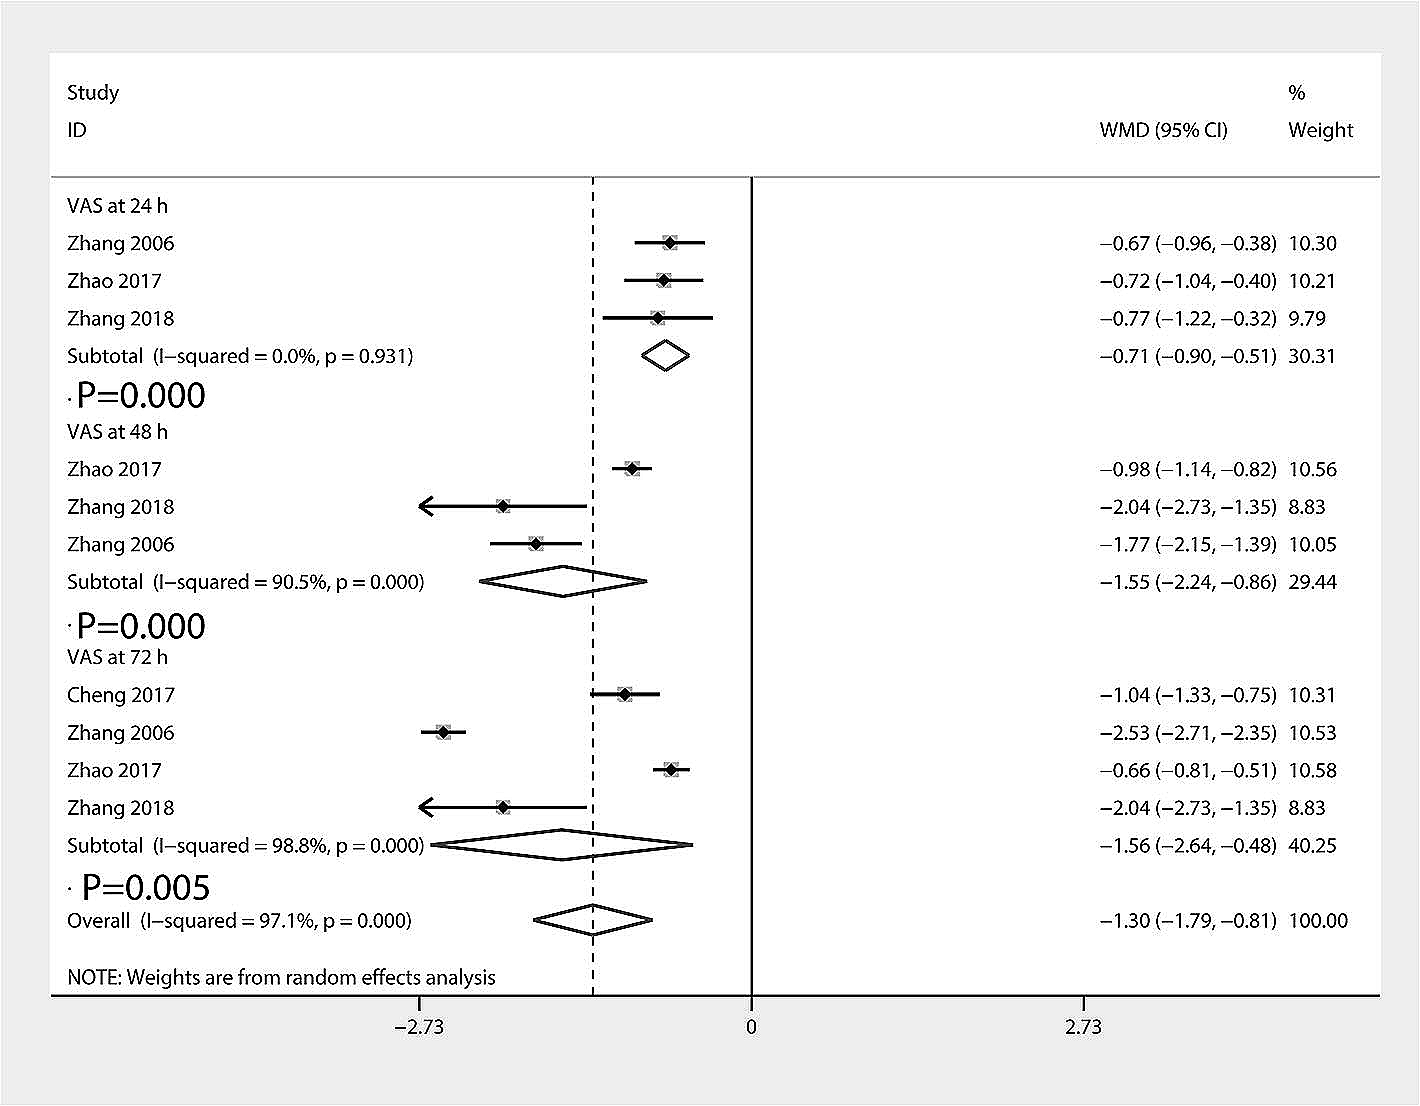 Study %
ID WMD (95% CI) Weight
VAS at 24 h
Zhang 2006 −0.67 (−0.96, −0.38) 10.30
Zhao 2017 −0.72 (−1.04, −0.40) 10.21
Zhang 2018 −0.77 (−1.22, −0.32) 9.79
Subtotal (I−squared = 0.0%, p = 0.931) −0.71 (−0.90, −0.51) 30.31
. P=0.000
VAS at 48 h
Zhao 2017 −0.98 (−1.14, −0.82) 10.56
Zhang 2018 −2.04 (−2.73, −1.35) 8.83
Zhang 2006 −1.77 (−2.15, −1.39) 10.05
Subtotal (I−squared = 90.5%, p = 0.000) −1.55 (−2.24, −0.86) 29.44
. P=0.000
VAS at 72 h
Cheng 2017 −1.04 (−1.33, −0.75) 10.31
Zhang 2006 −2.53 (−2.71, −2.35) 10.53
Zhao 2017 −0.66 (−0.81, −0.51) 10.58
Zhang 2018 −2.04 (−2.73, −1.35) 8.83
Subtotal (I−squared = 98.8%, p = 0.000) −1.56 (−2.64, −0.48) 40.25
. P=0.005
Overall (I−squared = 97.1%, p = 0.000) −1.30 (−1.79, −0.81) 100.00
NOTE: Weights are from random effects analysis
−2.73 0 2.73